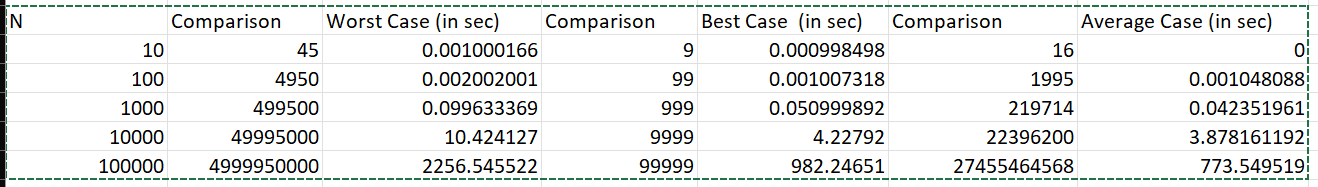 N Comparison Worst Case (in sec) Comparison Best Case  (in sec) Comparison Average Case (in sec)
10 45 0.001000166 9 0.000998498 16 0
100 4950 0.002002001 99 0.001007318 1995 0.001048088
1000 499500 0.099633369 999 0.050999892 219714 0.042351961
10000 49995000 10.424127 9999 4.22792 22396200 3.878161192
100000 4999950000 2256.545522 99999 982.24651 27455464568 773.549519